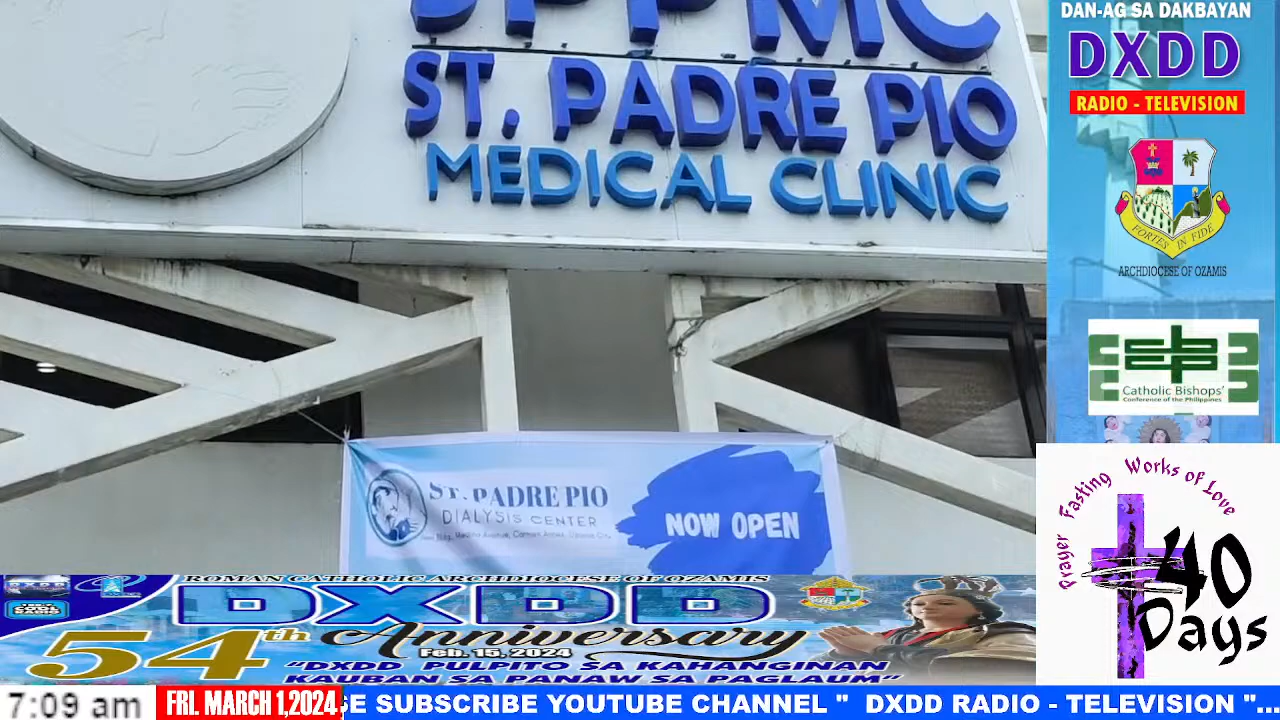 SPPMC
ST. PADRE PIO
MEDICAL CLINIC
ST. PADRE PIO
DIALYSIS CENTER
NOW OPEN
DAN-AG SA DAKBAYAN
DXDD
RADIO - TELEVISION
FORTES IN FIDE
ARCHDIOCESE OF OZAMIS
Catholic Bishops'
Conference of the Philippines
Prayer Fasting Works of Love
40
Days
ROMAN CATHOLIC ARCHDIOCESE OF OZAMIS
DXDD
54th Anniversary
Feb. 15, 2024
"DXDD PULPITO SA KAHANGINAN
KAUBAN SA PANAW SA PAGLAUM"
7:09 am
FRI. MARCH 1,2024
SE SUBSCRIBE YOUTUBE CHANNEL " DXDD RADIO - TELEVISION "...